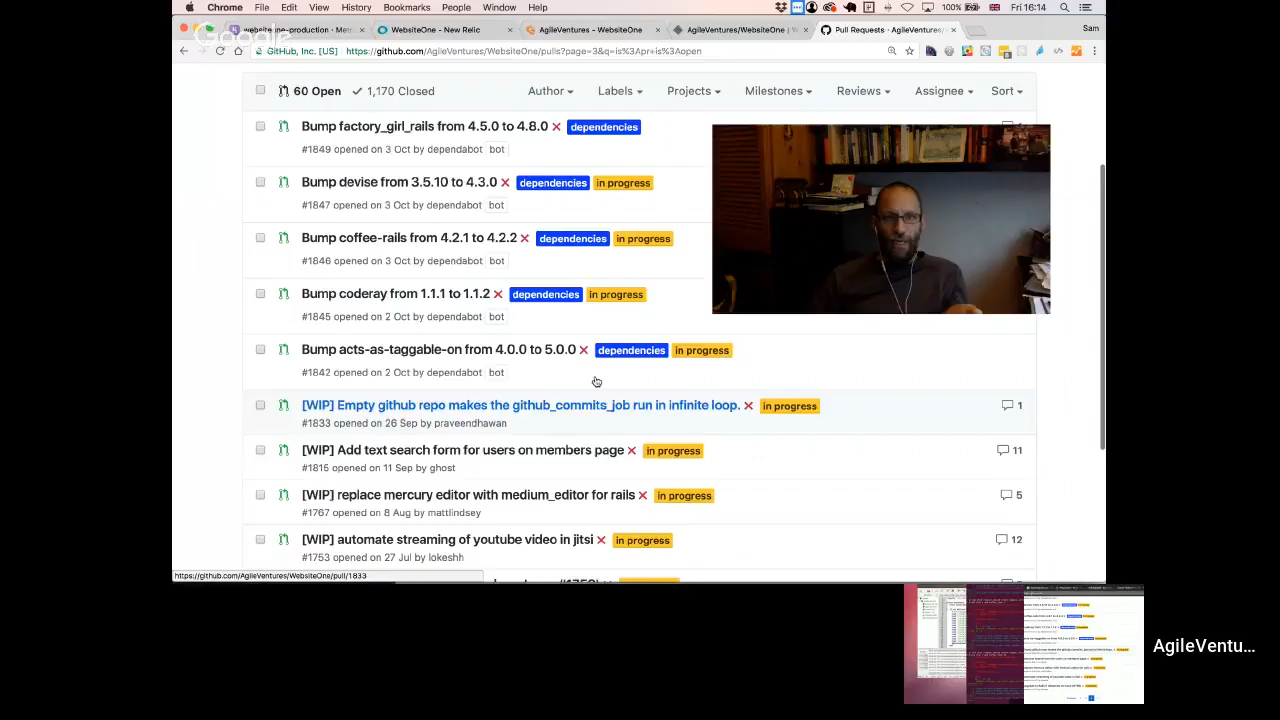 Chrome File Edit View History Bookmarks People Window Help 100% Fri 16:14
website-one-production · Met New Relic AgileVentures - WebsiteOne AgileVentures/WebsiteOne | W Pull Requests · AgileVentures/ Sam
Google
GitHub, Inc. [US] https://github.com/AgileVentures/WebsiteOne/pulls?page=3&q=is%3Apr+is%3Aopen
60 Open 1,170 Closed Author Labels Projects Milestones Reviews Assignee Sort
Bump factory_girl_rails from 4.5.0 to 4.8.0 dependencies
#1849 opened on 3 Oct by dependabot bot
Bump devise from 3.5.10 to 4.3.0 dependencies in progress
#1847 opened on 3 Oct by dependabot bot
Bump coffee-rails from 4.2.1 to 4.2.2 dependencies in progress
#1846 opened on 3 Oct by dependabot bot
Bump coderay from 1.1.1 to 1.1.2 dependencies in progress
#1845 opened on 2 Oct by dependabot bot
Bump acts-as-taggable-on from 4.0.0 to 5.0.0 dependencies in progress
#1842 opened on 2 Oct by dependabot bot
[WIP] Empty github repo makes the github_commits_job run in infinite loop. in progress 1
#1833 opened on 26 Sep by praveendhawan
[WIP] Add text search form for users on members page in progress 11
#1815 opened on 11 Sep by ghost
[WIP] replace mercury editor with medium_editor for rails in progress 5
#1767 opened on 8 Aug by mattlindsey
[WIP] automate streaming of youtube video in jitsi in progress 12
#1753 opened on 27 Jul by lokeshh
https://github.com/AgileVentures/WebsiteOne/pull/1833
AgileVentu...